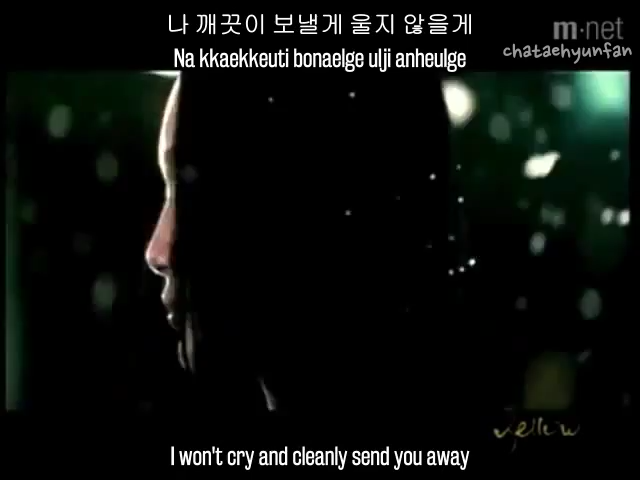 나 깨끗이 보낼게 울지 않을게
m·net
Na kkaekkeuti bonaelge ulji anheulge
chataehyunfan
yellow
I won't cry and cleanly send you away